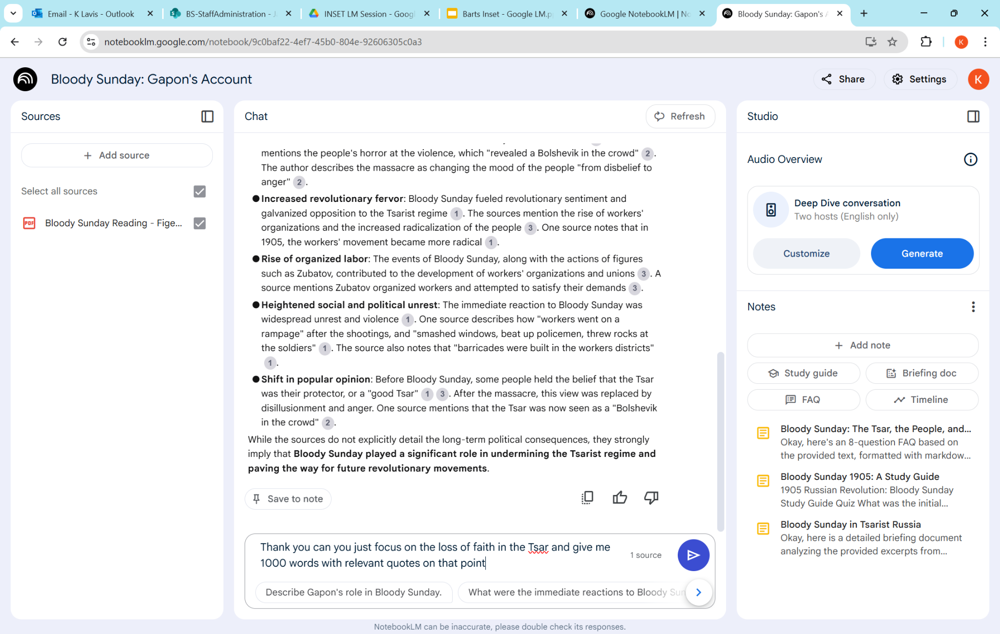 Email - K Lavis - Outlook
BS-StaffAdministration -
INSET LM Session - Goog
Barts Inset - Google LM.p
Google NotebookLM | No
Bloody Sunday: Gapon's A
notebooklm.google.com/notebook/9c0baf22-4ef7-45b0-804e-92606305c0a3
K
Bloody Sunday: Gapon's Account
Share
Settings
K
Sources
Add source
Select all sources
PDF Bloody Sunday Reading - Fige...
Chat
Refresh
mentions the people's horror at the violence, which "revealed a Bolshevik in the crowd" 2 .
The author describes the massacre as changing the mood of the people "from disbelief to
anger" 2 .
● Increased revolutionary fervor: Bloody Sunday fueled revolutionary sentiment and
galvanized opposition to the Tsarist regime 1 . The sources mention the rise of workers'
organizations and the increased radicalization of the people 3 . One source notes that in
1905, the workers' movement became more radical 1 .
● Rise of organized labor: The events of Bloody Sunday, along with the actions of figures
such as Zubatov, contributed to the development of workers' organizations and unions 3 . A
source mentions Zubatov organized workers and attempted to satisfy their demands 3 .
● Heightened social and political unrest: The immediate reaction to Bloody Sunday was
widespread unrest and violence 1 . One source describes how "workers went on a
rampage" after the shootings, and "smashed windows, beat up policemen, threw rocks at
the soldiers" 1 . The source also notes that "barricades were built in the workers districts"
1 .
● Shift in popular opinion: Before Bloody Sunday, some people held the belief that the Tsar
was their protector, or a "good Tsar" 1 3 . After the massacre, this view was replaced by
disillusionment and anger. One source mentions that the Tsar was now seen as a "Bolshevik
in the crowd" 2 .
While the sources do not explicitly detail the long-term political consequences, they strongly
imply that Bloody Sunday played a significant role in undermining the Tsarist regime and
paving the way for future revolutionary movements.
Save to note
Thank you can you just focus on the loss of faith in the Tsar and give me
1000 words with relevant quotes on that point
1 source
Describe Gapon's role in Bloody Sunday.
What were the immediate reactions to Bloody Sun
NotebookLM can be inaccurate, please double check its responses.
Studio
Audio Overview
Deep Dive conversation
Two hosts (English only)
Customize
Generate
Notes
Add note
Study guide
Briefing doc
FAQ
Timeline
Bloody Sunday: The Tsar, the People, and...
Okay, here's an 8-question FAQ based on
the provided text, formatted with markdow...
Bloody Sunday 1905: A Study Guide
1905 Russian Revolution: Bloody Sunday
Study Guide Quiz What was the initial...
Bloody Sunday in Tsarist Russia
Okay, here is a detailed briefing document
analyzing the provided excerpts from...